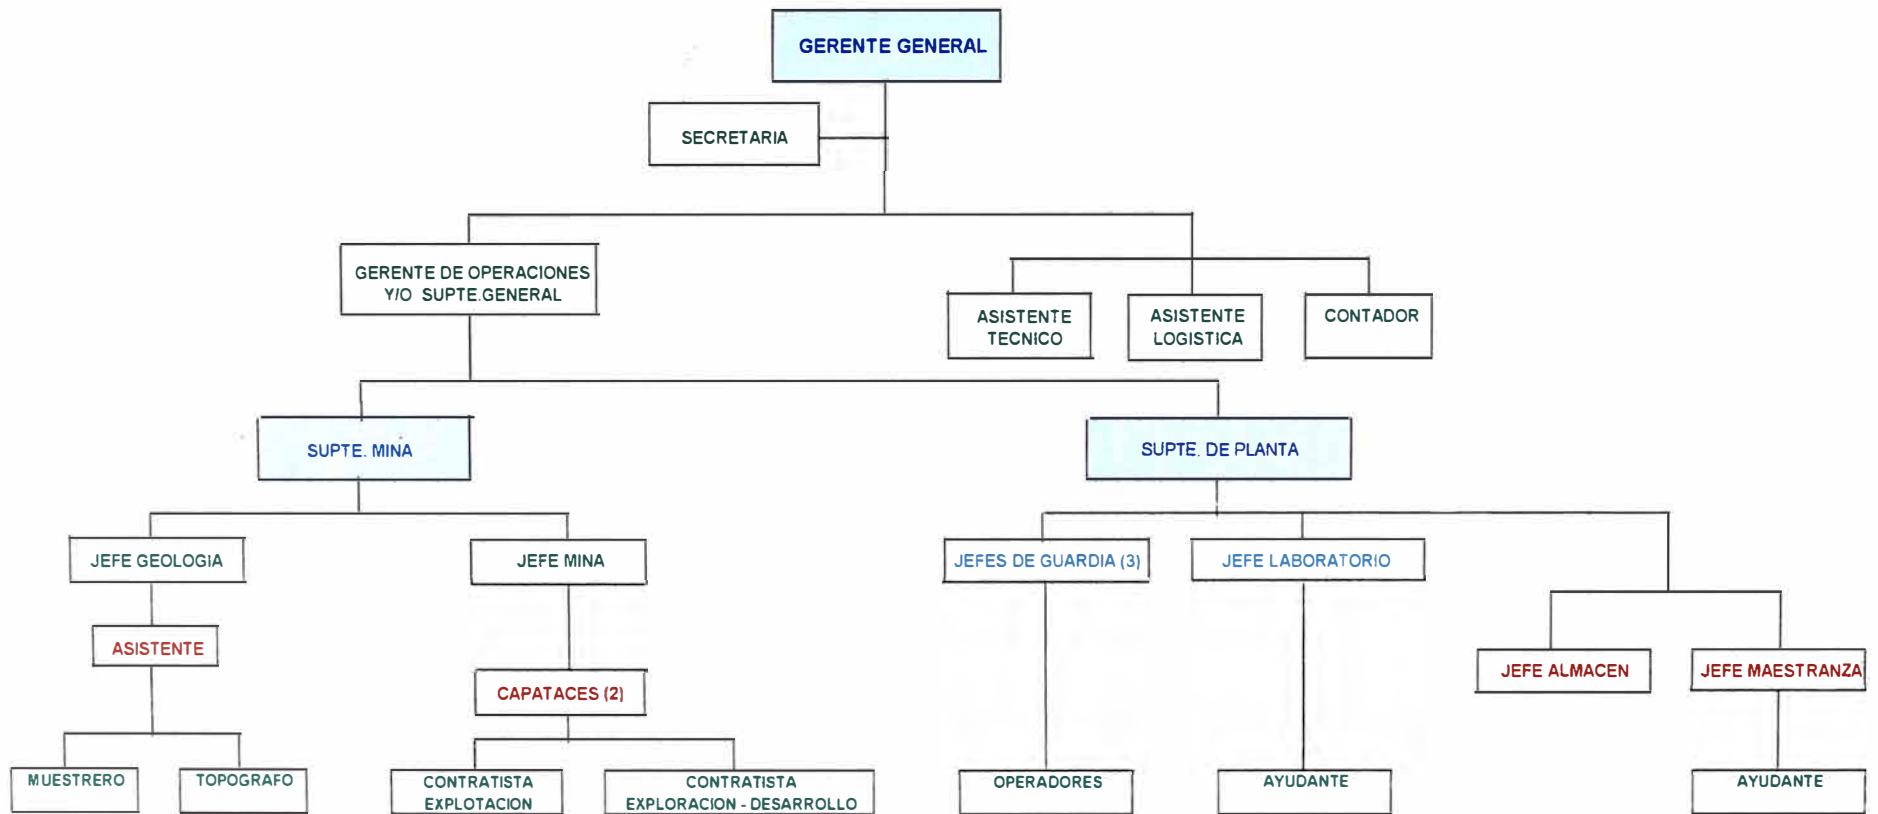 GERENTE GENERAL
SECRETARIA
GERENTE DE OPERACIONES
Y/O SUPTE.GENERAL
ASISTENTE
TECNICO
ASISTENTE
LOGISTICA
CONTADOR
SUPTE. MINA
SUPTE. DE PLANTA
JEFE GEOLOGIA
JEFE MINA
JEFES DE GUARDIA (3)
JEFE LABORATORIO
ASISTENTE
CAPATACES (2)
JEFE ALMACEN
JEFE MAESTRANZA
MUESTRERO
TOPOGRAFO
CONTRATISTA
EXPLOTACION
CONTRATISTA
EXPLORACION - DESARROLLO
OPERADORES
AYUDANTE
AYUDANTE